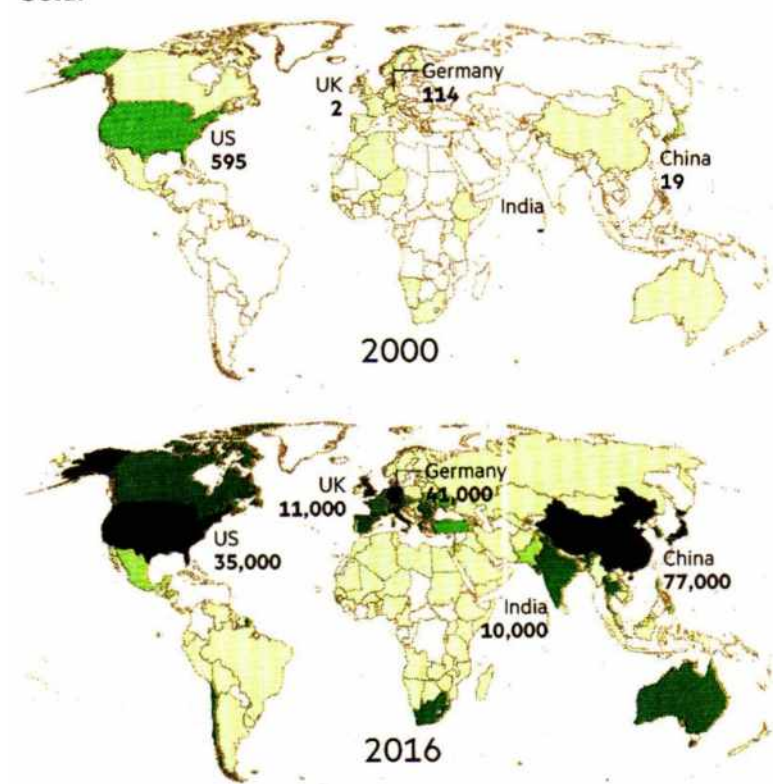 UK
2
Germany
114
US
595
China
19
India
2000
UK
11,000
Germany
41,000
US
35,000
China
77,000
India
10,000
2016